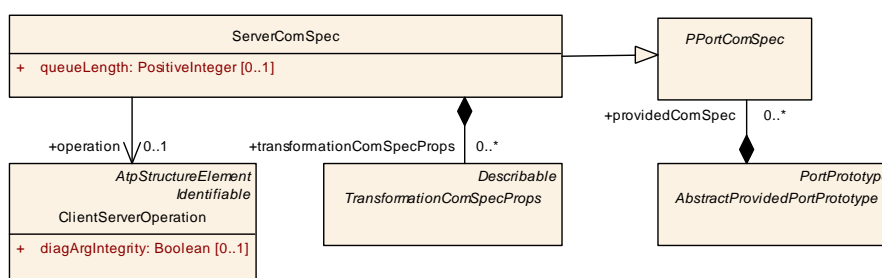 ServerComSpec
+ queueLength: PositiveInteger [0..1]
PPortComSpec
+providedComSpec 0..*
+operation 0..1
+transformationComSpecProps 0..*
AtpStructureElement
Identifiable
ClientServerOperation
+ diagArgIntegrity: Boolean [0..1]
Describable
TransformationComSpecProps
PortPrototype
AbstractProvidedPortPrototype